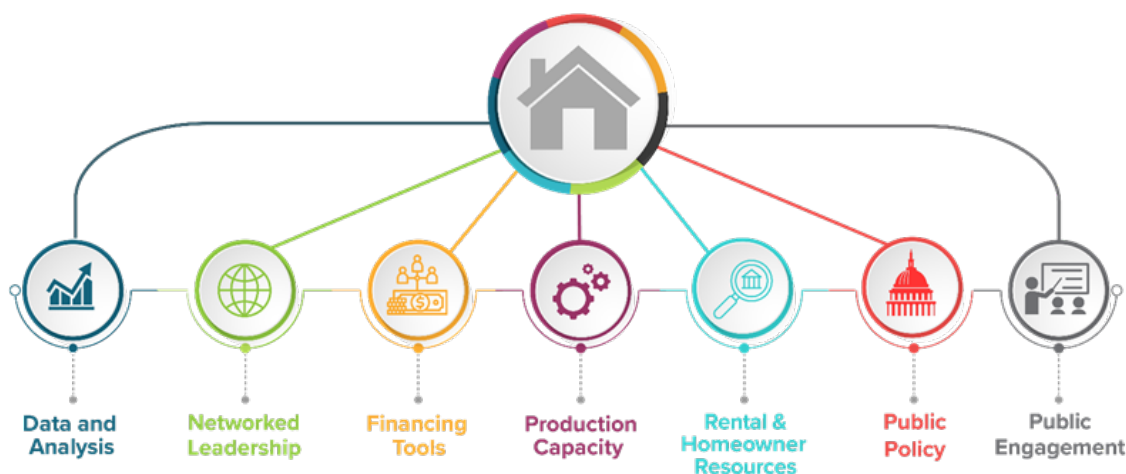 Data and
Analysis
Networked
Leadership
Financing
Tools
Production
Capacity
Rental &
Homeowner
Resources
Public
Policy
Public
Engagement